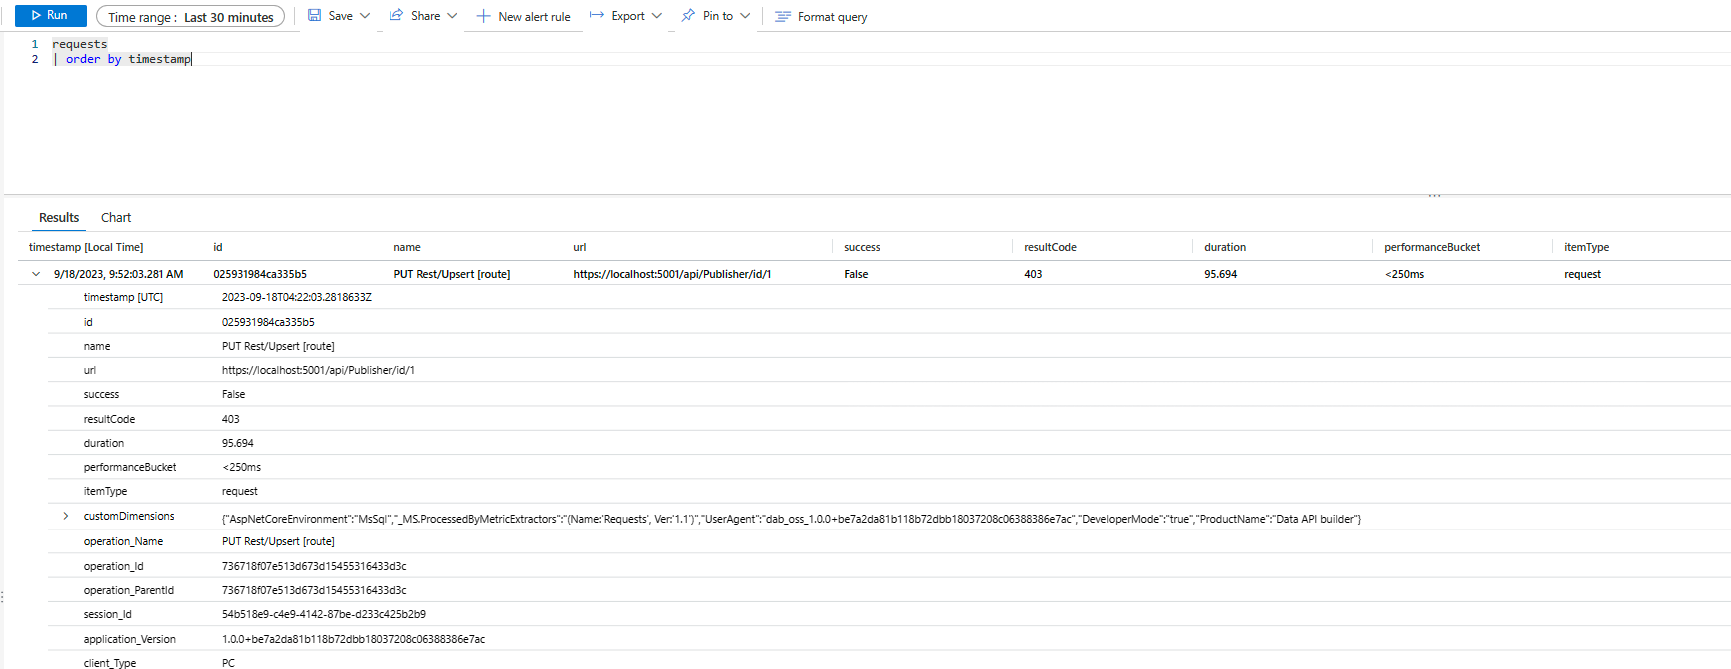 Run Time range : Last 30 minutes Save Share New alert rule Export Pin to Format query
1 requests
2 | order by timestamp
Results Chart
timestamp [Local Time] id name url success resultCode duration performanceBucket itemType
9/18/2023, 9:52:03.281 AM 025931984ca335b5 PUT Rest/Upsert [route] https://localhost:5001/api/Publisher/id/1 False 403 95.694 <250ms request
timestamp [UTC] 2023-09-18T04:22:03.2818633Z
id 025931984ca335b5
name PUT Rest/Upsert [route]
url https://localhost:5001/api/Publisher/id/1
success False
resultCode 403
duration 95.694
performanceBucket <250ms
itemType request
customDimensions {"AspNetCoreEnvironment":"MsSql","_MS.ProcessedByMetricExtractors":"(Name:'Requests', Ver:'1.1')","UserAgent":"dab_oss_1.0.0+be7a2da81b118b72dbb18037208c06388386e7ac","DeveloperMode":"true","ProductName":"Data API builder"}
operation_Name PUT Rest/Upsert [route]
operation_Id 736718f07e513d673d15455316433d3c
operation_ParentId 736718f07e513d673d15455316433d3c
session_Id 54b518e9-c4e9-4142-87be-d233c425b2b9
application_Version 1.0.0+be7a2da81b118b72dbb18037208c06388386e7ac
client_Type PC